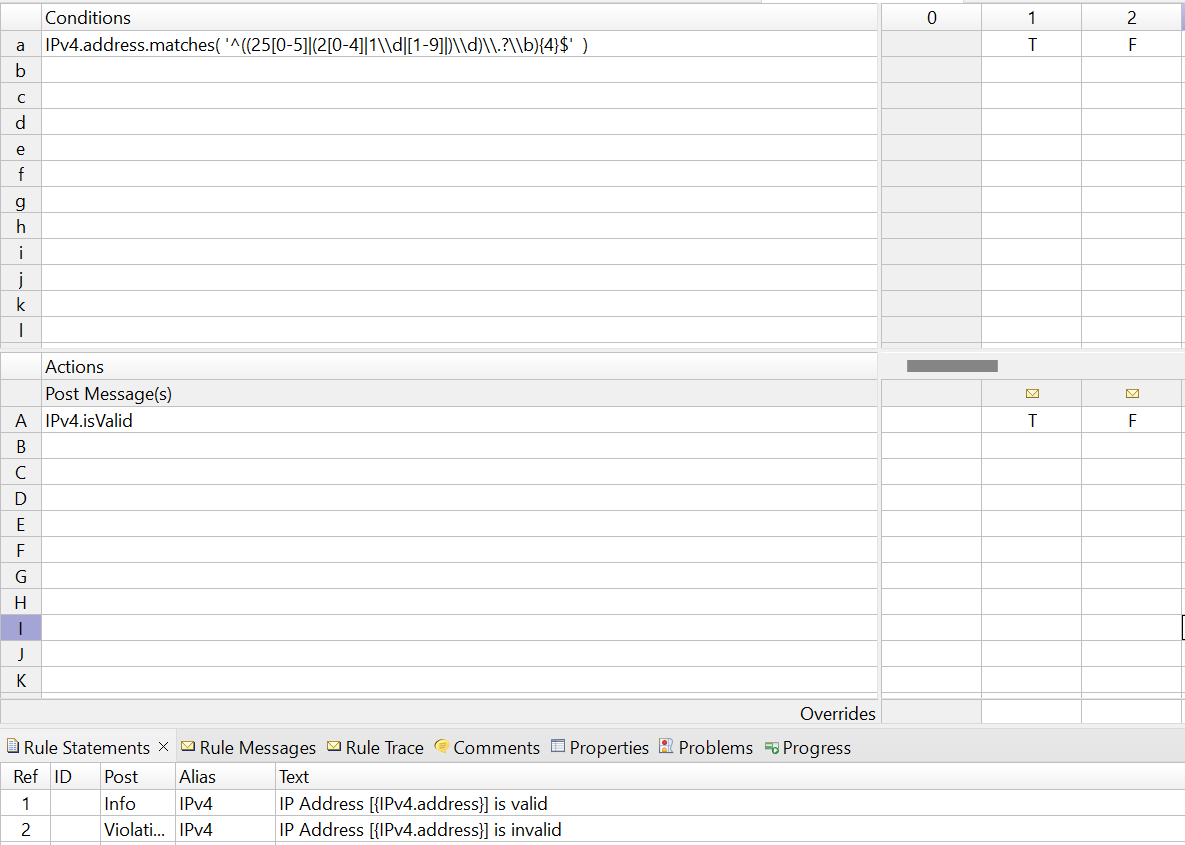 Conditions 0 1 2
a IPv4.address.matches( '^((25[0-5]|(2[0-4]|1\\d|[1-9]|)\\d)\\.?\\b){4}$' ) T F
b
c
d
e
f
g
h
i
j
k
l
Actions
Post Message(s)
A IPv4.isValid T F
B
C
D
E
F
G
H
I
J
K
Overrides
Rule Statements Rule Messages Rule Trace Comments Properties Problems Progress
Ref ID Post Alias Text
1 Info IPv4 IP Address [{IPv4.address}] is valid
2 Violati... IPv4 IP Address [{IPv4.address}] is invalid